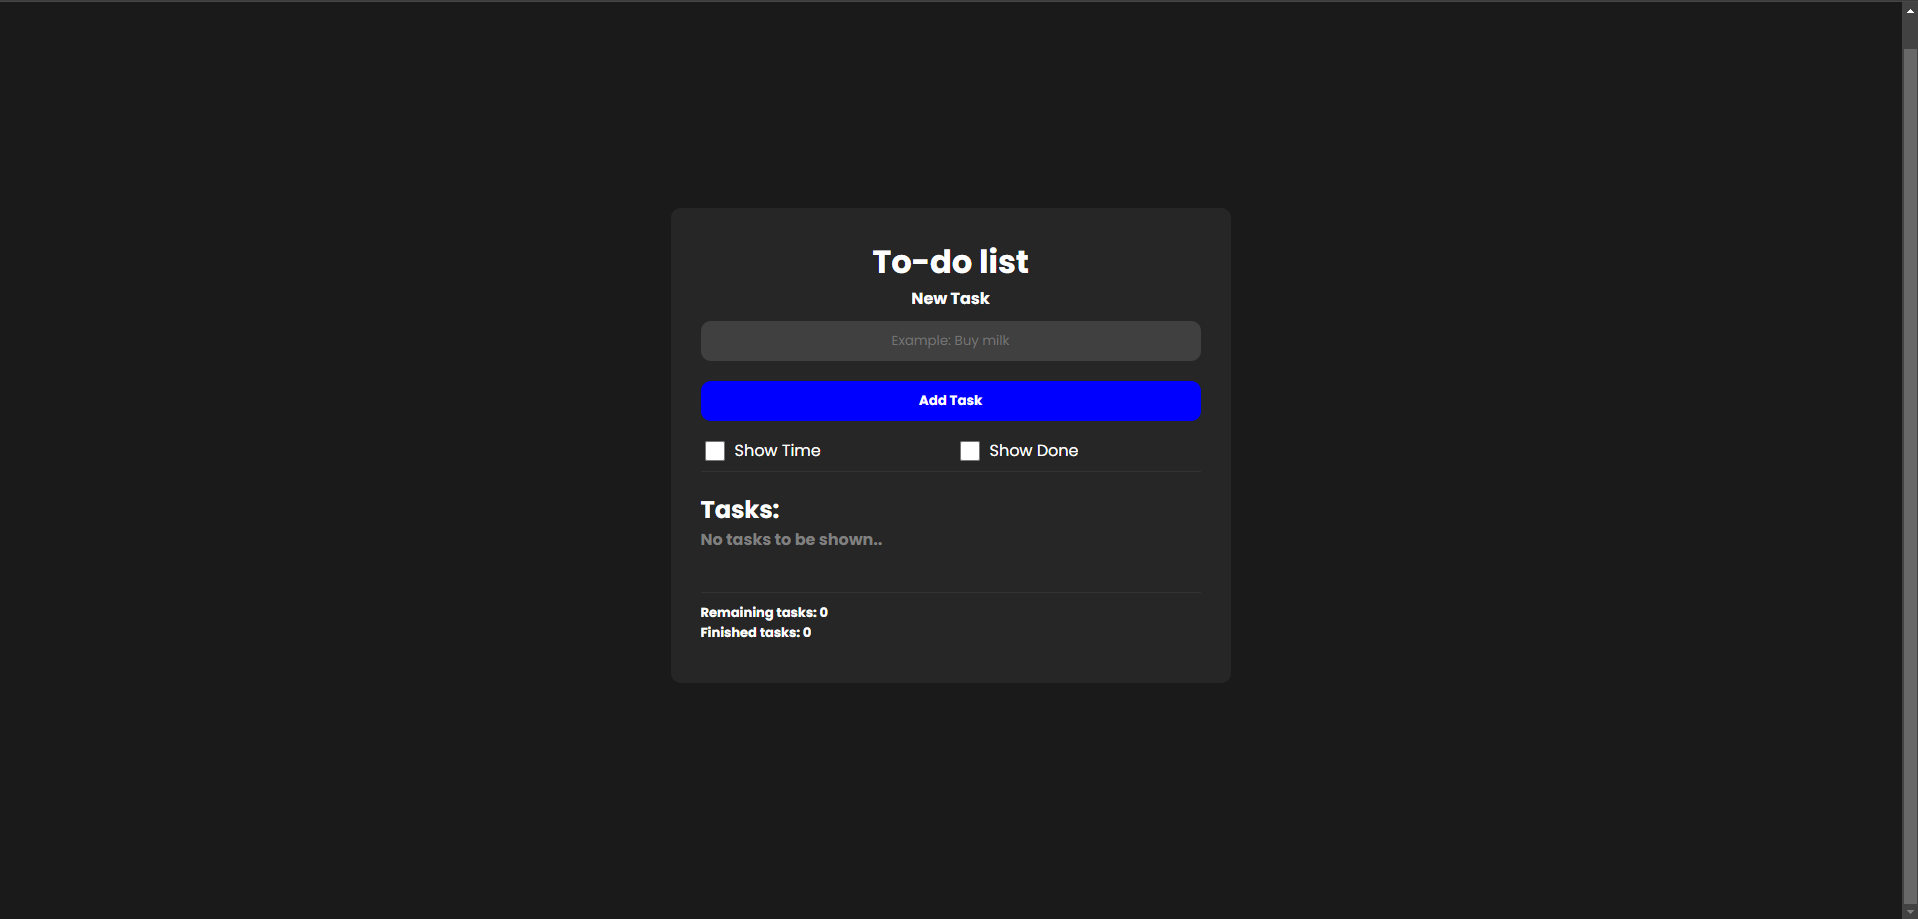 To-do list
New Task
Example: Buy milk
Add Task
Show Time Show Done
Tasks:
No tasks to be shown..
Remaining tasks: 0
Finished tasks: 0